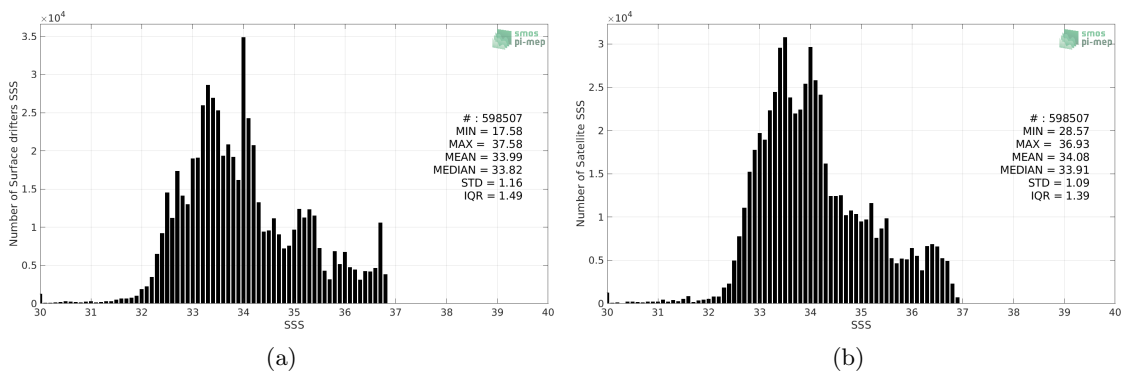 ×10⁴
3.5
3
2.5
2
1.5
1
0.5
0
Number of Surface drifters SSS
smos
pi-mep
# : 598507
MIN = 17.58
MAX = 37.58
MEAN = 33.99
MEDIAN = 33.82
STD = 1.16
IQR = 1.49
30 31 32 33 34 35 36 37 38 39 40
SSS
(a)
×10⁴
3
2.5
2
1.5
1
0.5
0
Number of Satellite SSS
smos
pi-mep
# : 598507
MIN = 28.57
MAX = 36.93
MEAN = 34.08
MEDIAN = 33.91
STD = 1.09
IQR = 1.39
30 31 32 33 34 35 36 37 38 39 40
SSS
(b)